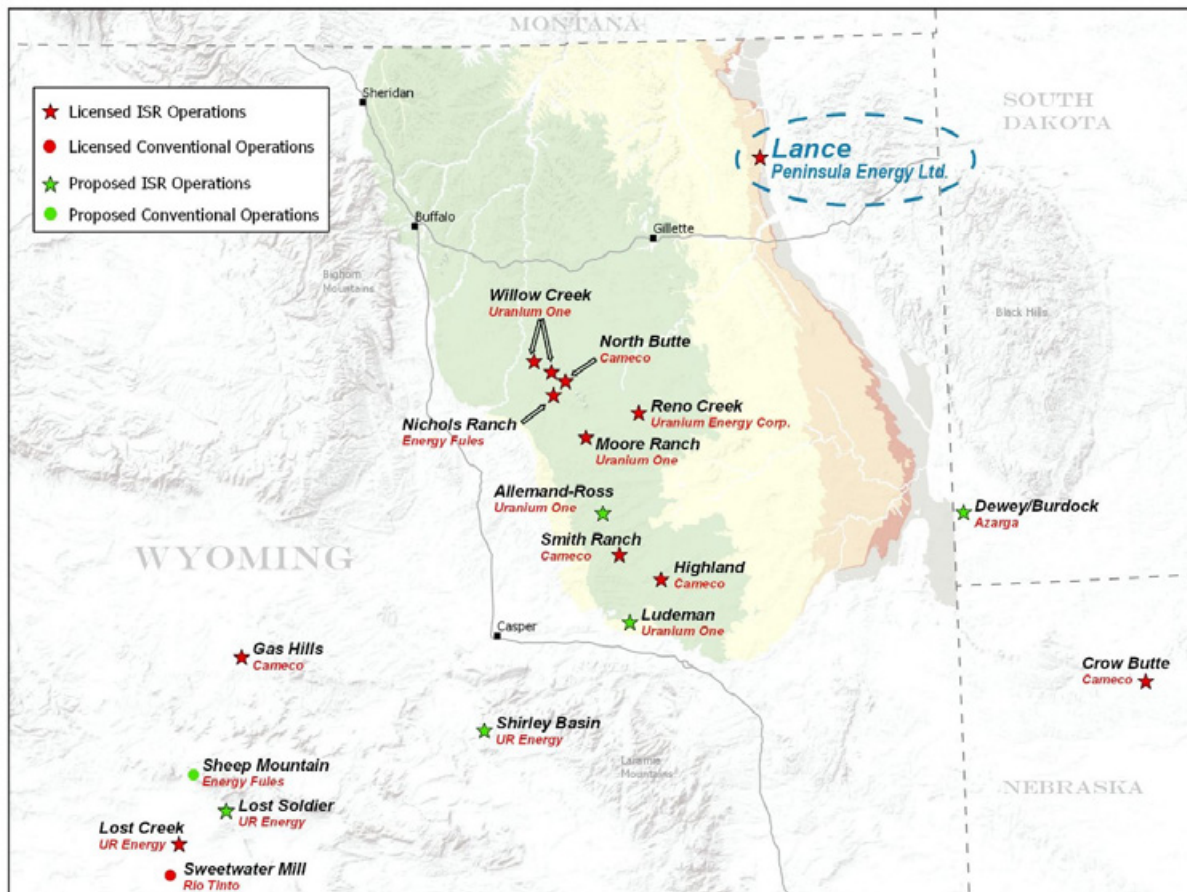 MONTANA
Sheridan
SOUTH
DAKOTA
Licensed ISR Operations
Licensed Conventional Operations
Proposed ISR Operations
Proposed Conventional Operations
Lance
Peninsula Energy Ltd.
Buffalo
Gillette
Bighorn
Mountains
Black Hills
Willow Creek
Uranium One
North Butte
Cameco
Nichols Ranch
Energy Fules
Reno Creek
Uranium Energy Corp.
Moore Ranch
Uranium One
Allemand-Ross
Uranium One
Dewey/Burdock
Azarga
WYOMING
Smith Ranch
Cameco
Highland
Cameco
Ludeman
Uranium One
Casper
Gas Hills
Cameco
Crow Butte
Cameco
Shirley Basin
UR Energy
Laramie
Mountains
Sheep Mountain
Energy Fules
NEBRASKA
Lost Soldier
UR Energy
Lost Creek
UR Energy
Sweetwater Mill
Rio Tinto